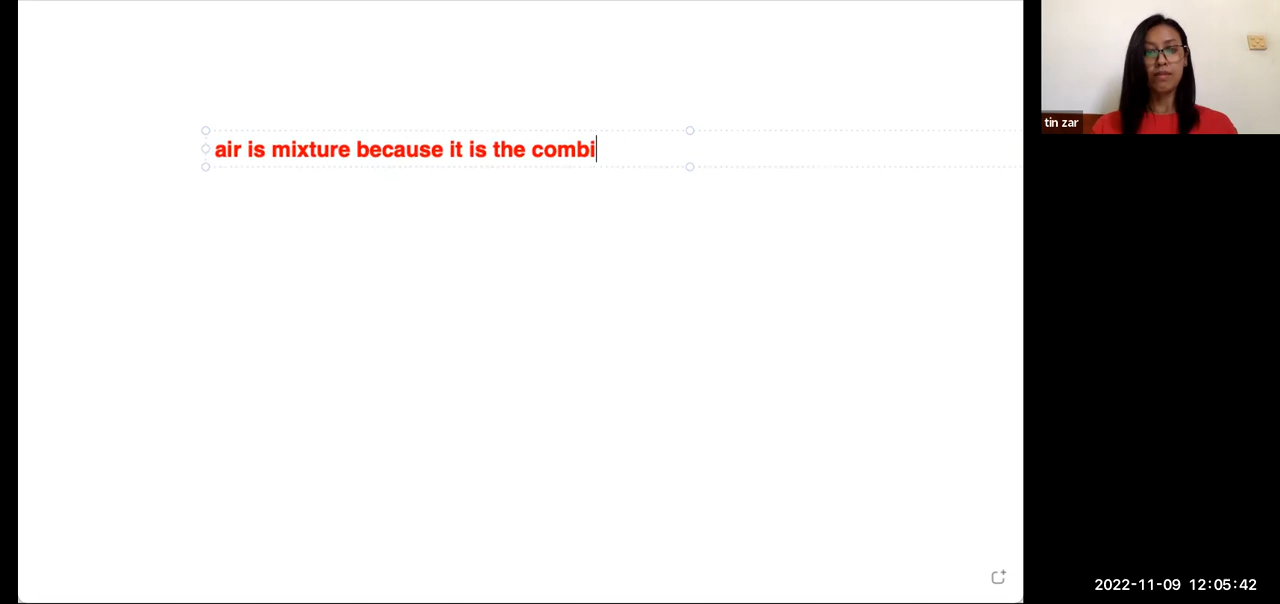 air is mixture because it is the combi
tin zar
2022-11-09 12:05:42